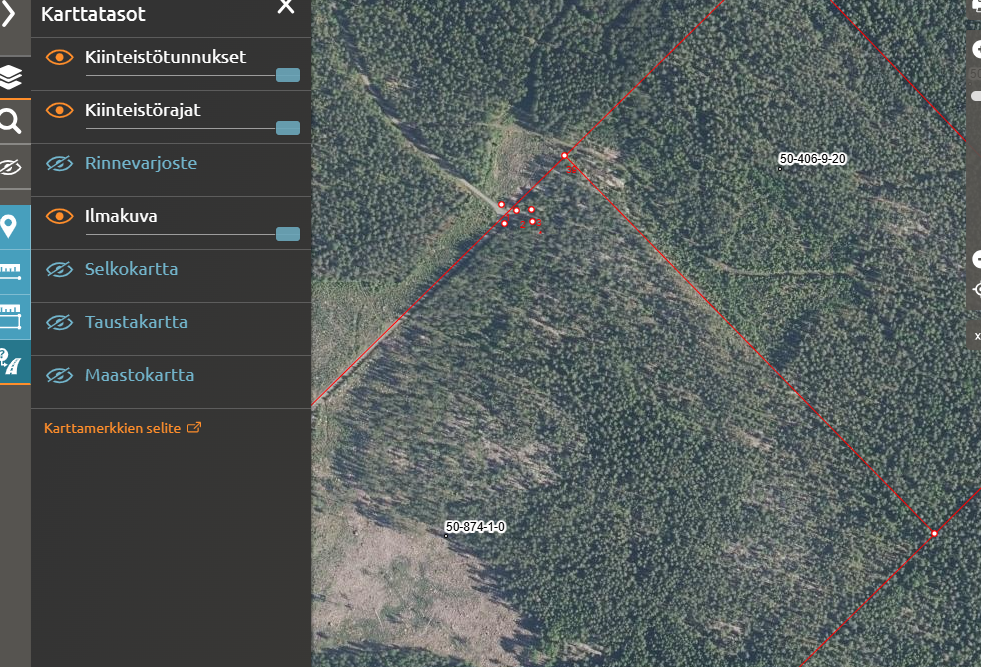 Karttatasot
Kiinteistötunnukset
Kiinteistörajat
Rinnevarjoste
Ilmakuva
Selkokartta
Taustakartta
Maastokartta
Karttamerkkien selite
50-406-9-20
50-874-1-0